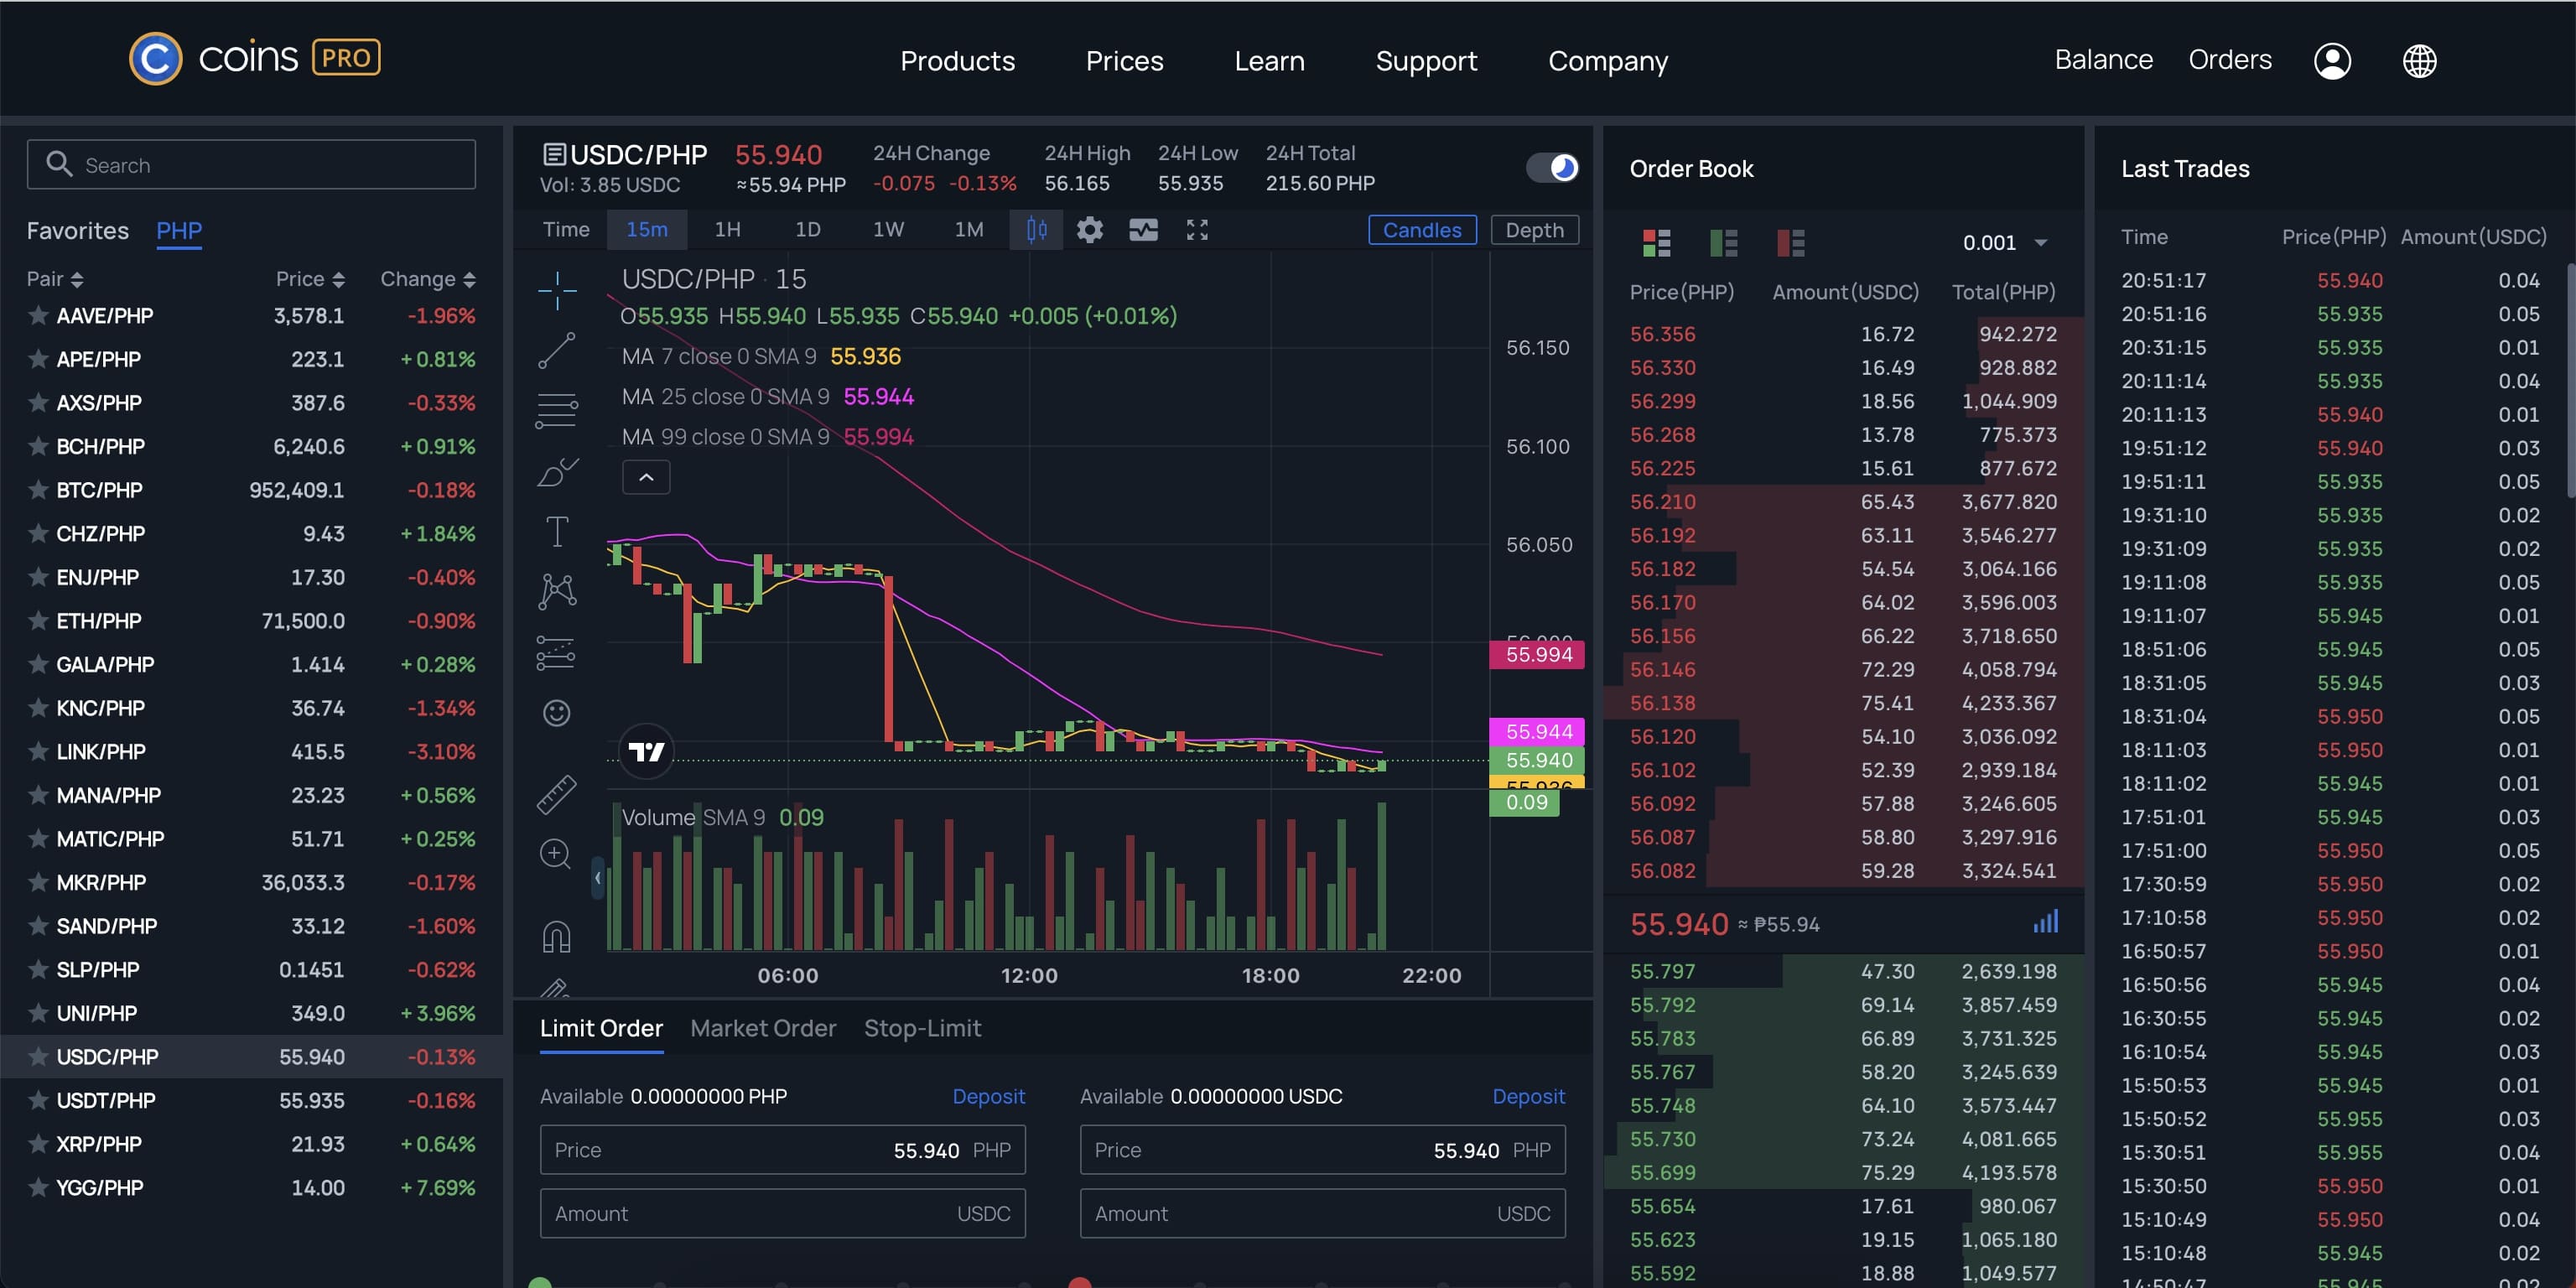 coins PRO
Products Prices Learn Support Company
Balance Orders
Search
Favorites PHP
Pair Price Change
AAVE/PHP 3,578.1 -1.96%
APE/PHP 223.1 +0.81%
AXS/PHP 387.6 -0.33%
BCH/PHP 6,240.6 +0.91%
BTC/PHP 952,409.1 -0.18%
CHZ/PHP 9.43 +1.84%
ENJ/PHP 17.30 -0.40%
ETH/PHP 71,500.0 -0.90%
GALA/PHP 1.414 +0.28%
KNC/PHP 36.74 -1.34%
LINK/PHP 415.5 -3.10%
MANA/PHP 23.23 +0.56%
MATIC/PHP 51.71 +0.25%
MKR/PHP 36,033.3 -0.17%
SAND/PHP 33.12 -1.60%
SLP/PHP 0.1451 -0.62%
UNI/PHP 349.0 +3.96%
USDC/PHP 55.940 -0.13%
USDT/PHP 55.935 -0.16%
XRP/PHP 21.93 +0.64%
YGG/PHP 14.00 +7.69%
USDC/PHP 55.940 24H Change 24H High 24H Low 24H Total
Vol: 3.85 USDC ≈55.94 PHP -0.075 -0.13% 56.165 55.935 215.60 PHP
Time 15m 1H 1D 1W 1M Candles Depth
USDC/PHP · 15
O55.935 H55.940 L55.935 C55.940 +0.005 (+0.01%)
MA 7 close 0 SMA 9 55.936
MA 25 close 0 SMA 9 55.944
MA 99 close 0 SMA 9 55.994
56.150
56.100
56.050
55.994
55.944
55.940
0.09
Volume SMA 9 0.09
06:00 12:00 18:00 22:00
Limit Order Market Order Stop-Limit
Available 0.00000000 PHP Deposit
Price 55.940 PHP
Amount USDC
Available 0.00000000 USDC Deposit
Price 55.940 PHP
Amount USDC
Order Book
0.001
Price(PHP) Amount(USDC) Total(PHP)
56.356 16.72 942.272
56.330 16.49 928.882
56.299 18.56 1,044.909
56.268 13.78 775.373
56.225 15.61 877.672
56.210 65.43 3,677.820
56.192 63.11 3,546.277
56.182 54.54 3,064.166
56.170 64.02 3,596.003
56.156 66.22 3,718.650
56.146 72.29 4,058.794
56.138 75.41 4,233.367
56.120 54.10 3,036.092
56.102 52.39 2,939.184
56.092 57.88 3,246.605
56.087 58.80 3,297.916
56.082 59.28 3,324.541
55.940 ≈ ₱55.94
55.797 47.30 2,639.198
55.792 69.14 3,857.459
55.783 66.89 3,731.325
55.767 58.20 3,245.639
55.748 64.10 3,573.447
55.730 73.24 4,081.665
55.699 75.29 4,193.578
55.654 17.61 980.067
55.623 19.15 1,065.180
55.592 18.88 1,049.577
Last Trades
Time Price(PHP) Amount(USDC)
20:51:17 55.940 0.04
20:51:16 55.935 0.05
20:31:15 55.935 0.01
20:11:14 55.935 0.04
20:11:13 55.940 0.01
19:51:12 55.940 0.03
19:51:11 55.935 0.05
19:31:10 55.935 0.02
19:31:09 55.935 0.02
19:11:08 55.935 0.05
19:11:07 55.945 0.01
18:51:06 55.945 0.05
18:31:05 55.945 0.03
18:31:04 55.950 0.05
18:11:03 55.950 0.01
18:11:02 55.945 0.01
17:51:01 55.945 0.03
17:51:00 55.950 0.05
17:30:59 55.950 0.02
17:10:58 55.950 0.02
16:50:57 55.950 0.01
16:50:56 55.945 0.04
16:30:55 55.945 0.02
16:10:54 55.945 0.03
15:50:53 55.945 0.01
15:50:52 55.955 0.03
15:30:51 55.955 0.04
15:30:50 55.950 0.01
15:10:49 55.950 0.04
15:10:48 55.945 0.02